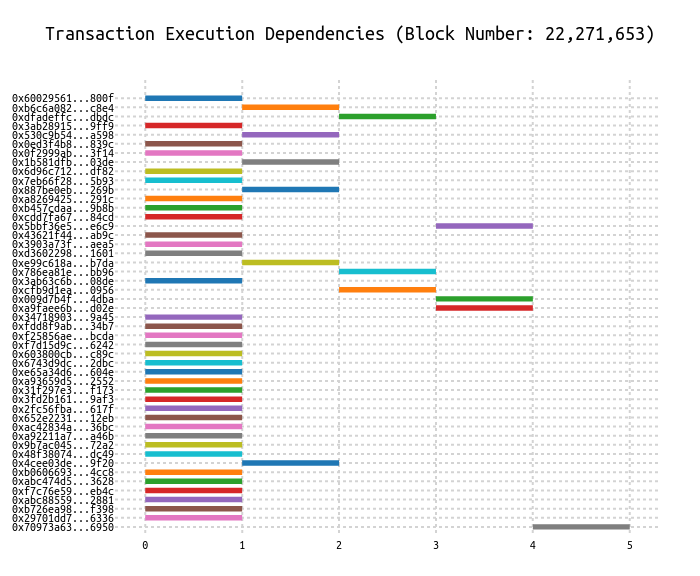 Transaction Execution Dependencies (Block Number: 22,271,653)
0x60029561...800f
0xb6c6a082...c8e4
0xdfadeffc...dbdc
0x3ab28915...9ff9
0x530c9b54...a598
0x0ed3f4b8...839c
0x0f2999ab...3f14
0x1b581dfb...03de
0x6d96c712...df82
0x7eb66f28...5b93
0x887be0eb...269b
0xa8269425...291c
0xb457cdaa...9b8b
0xcdd7fa67...84cd
0x5bbf36e5...e6c9
0x43621f44...ab9c
0x3903a73f...aea5
0xd3602298...1601
0xe99c618a...b7da
0x786ea81e...bb96
0x3ab63c6b...08de
0xcfb9d1ea...0956
0x009d7b4f...4dba
0xa9faee6b...d02e
0x34718903...9a45
0xfdd8f9ab...34b7
0xf25856ae...bcda
0xf7d15d9c...6242
0x603800cb...c89c
0x6743d9dc...2dbc
0xe65a34d6...604e
0xa93659d5...2552
0x31f297e3...f173
0x3fd2b161...9af3
0x2fc56fba...617f
0x652e2231...12eb
0xac42834a...36bc
0xa92211a7...a46b
0x9b7ac045...72a2
0x48f38074...dc49
0x4cee03de...9f20
0xb0606693...4cc8
0xabc474d5...3628
0xf7c76e59...eb4c
0xabc88559...2881
0xb726ea98...f398
0x29701dd7...6336
0x70973a63...6950
0 1 2 3 4 5